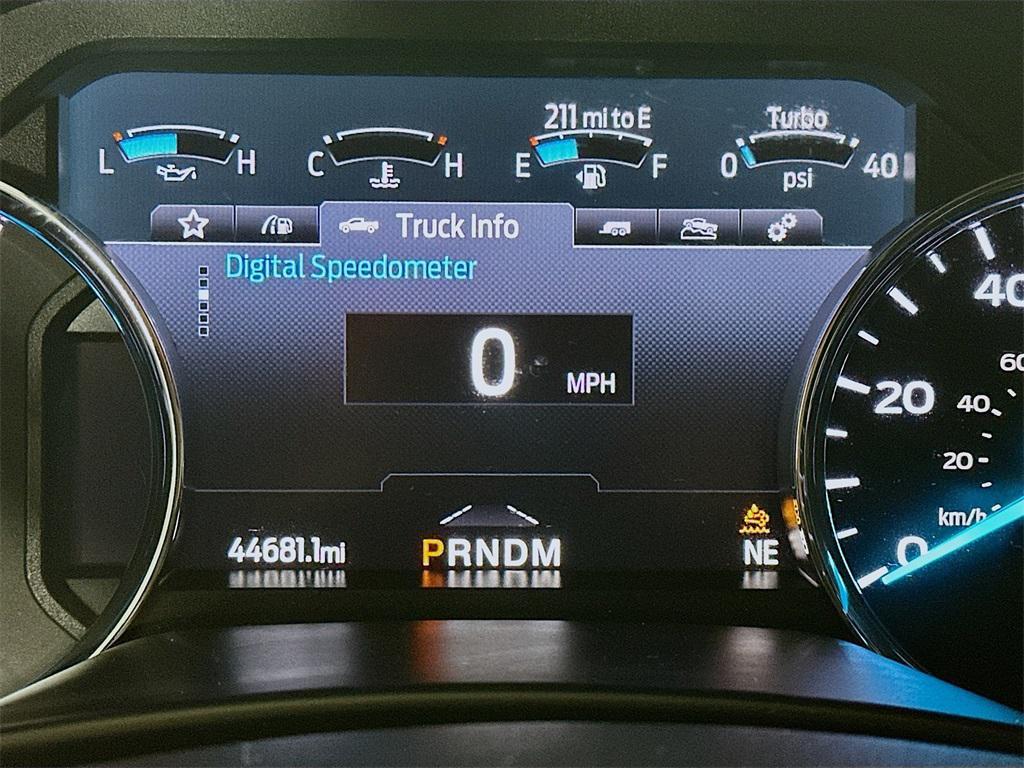 211 mi to E
Turbo
L H
C H
E F
0 40
psi
Truck Info
Digital Speedometer
0 MPH
44681.1mi
PRNDM
NE
40
60
20
40
20
km/h
0